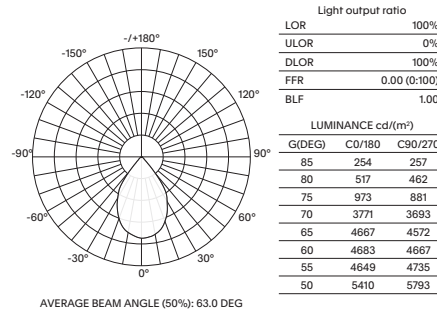 -/+180°
-150° 150°
-120° 120°
-90° 90°
-60° 60°
-30° 30°
0°
AVERAGE BEAM ANGLE (50%): 63.0 DEG
Light output ratio
LOR 100%
ULOR 0%
DLOR 100%
FFR 0.00 (0:100)
BLF 1.00
LUMINANCE cd/(m²)
G(DEG) C0/180 C90/270
85 254 257
80 517 462
75 973 881
70 3771 3693
65 4667 4572
60 4683 4667
55 4649 4735
50 5410 5793